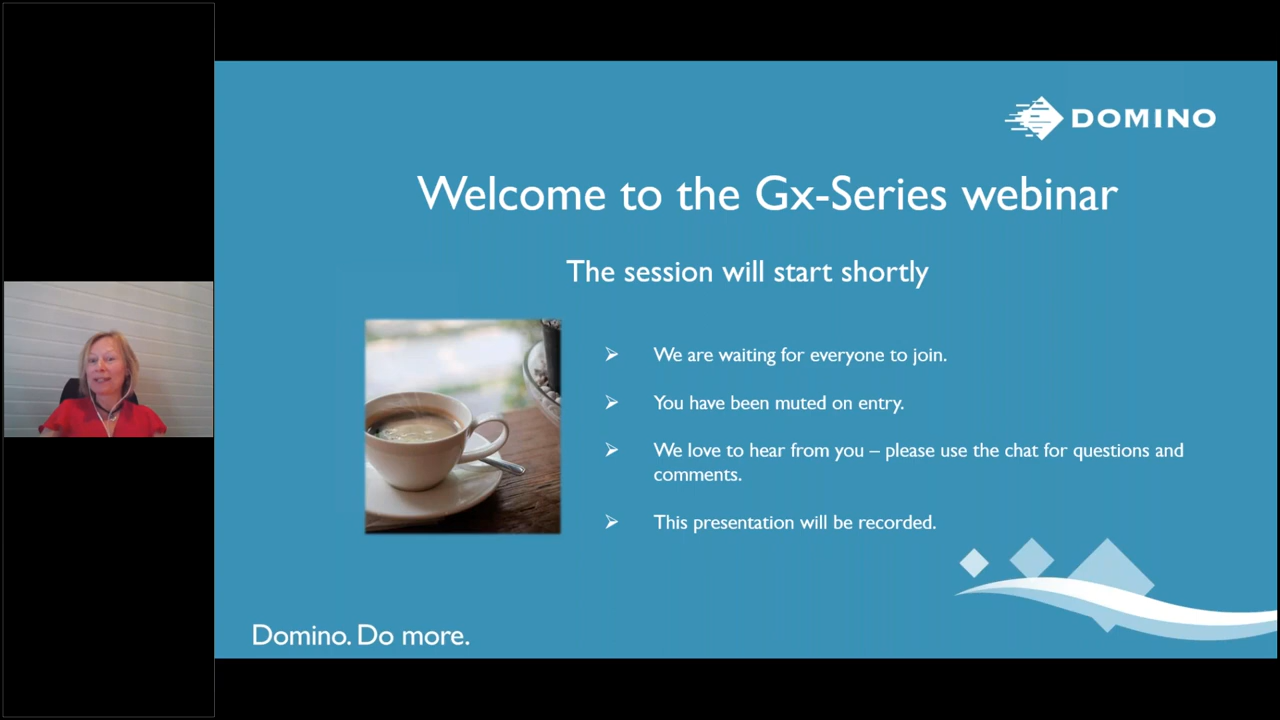 DOMINO
Welcome to the Gx-Series webinar
The session will start shortly
We are waiting for everyone to join.
You have been muted on entry.
We love to hear from you – please use the chat for questions and
comments.
This presentation will be recorded.
Domino. Do more.